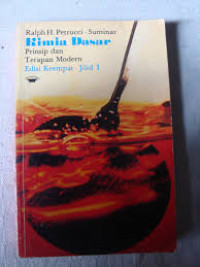 Ralph H. Petrucci · Suminar
Kimia Dasar
Prinsip dan
Terapan Modern
Edisi Keempat · Jilid 1